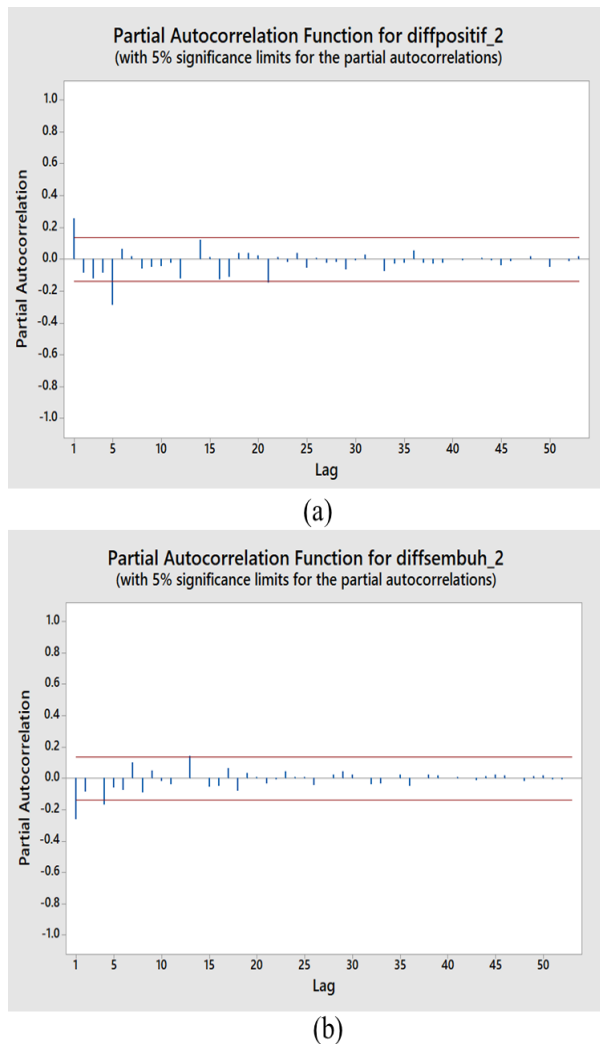 Partial Autocorrelation Function for diffpositif_2
(with 5% significance limits for the partial autocorrelations)
Partial Autocorrelation
1.0
0.8
0.6
0.4
0.2
0.0
-0.2
-0.4
-0.6
-0.8
-1.0
1 5 10 15 20 25 30 35 40 45 50
Lag
(a)
Partial Autocorrelation Function for diffsembuh_2
(with 5% significance limits for the partial autocorrelations)
Partial Autocorrelation
1.0
0.8
0.6
0.4
0.2
0.0
-0.2
-0.4
-0.6
-0.8
-1.0
1 5 10 15 20 25 30 35 40 45 50
Lag
(b)